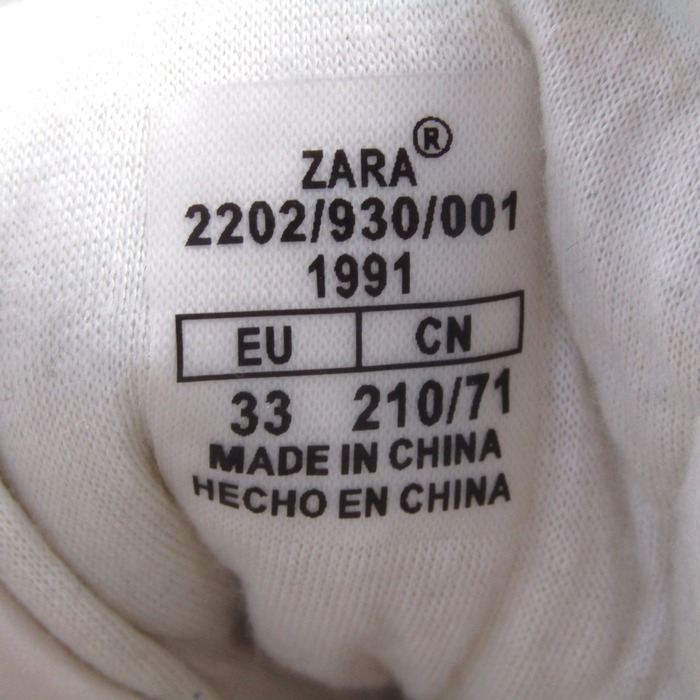 ZARA®
2202/930/001
1991
EU CN
33 210/71
MADE IN CHINA
HECHO EN CHINA